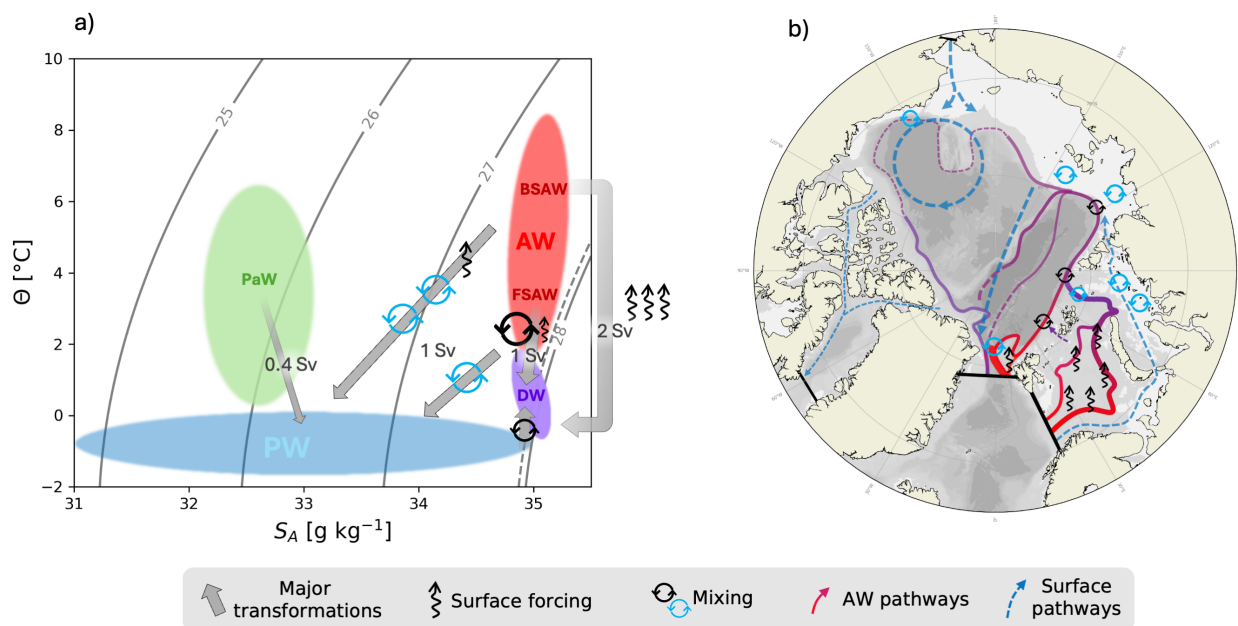 a)
b)
10
8
6
4
2
0
−2
Θ [°C]
31
32
33
34
35
S_A [g kg⁻¹]
25
26
27
28
PaW
0.4 Sv
PW
BSAW
AW
FSAW
1 Sv
1 Sv
DW
2 Sv
Major
transformations
Surface forcing
Mixing
AW pathways
Surface
pathways